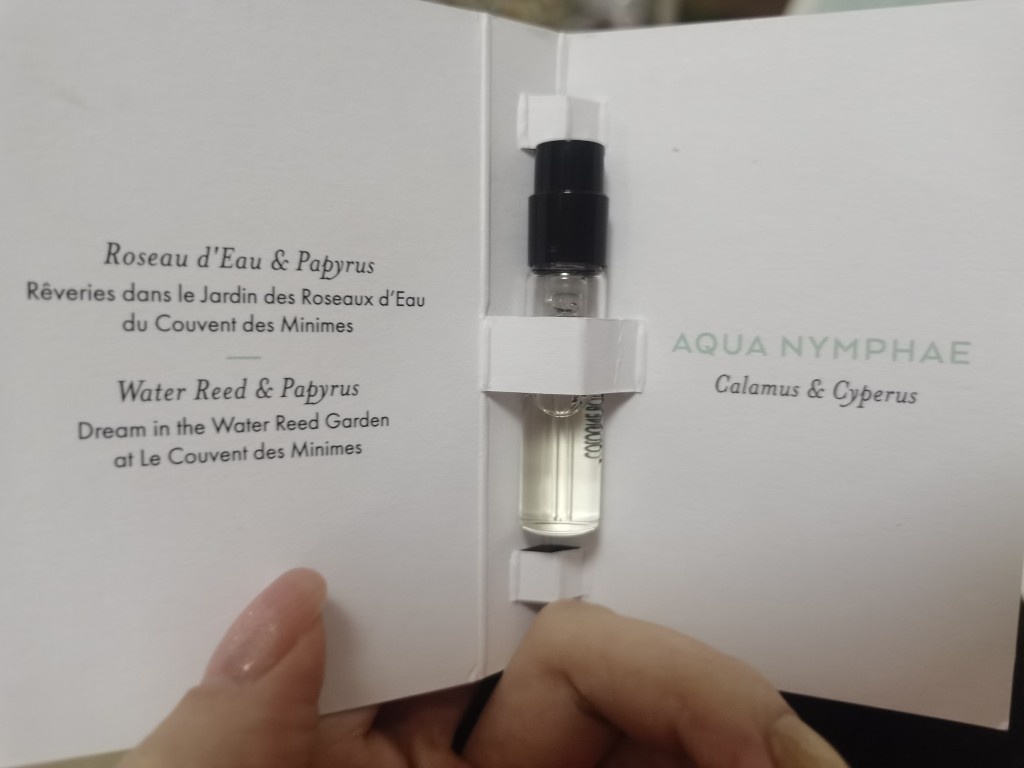 Roseau d'Eau & Papyrus
Rêveries dans le Jardin des Roseaux d'Eau
du Couvent des Minimes
Water Reed & Papyrus
Dream in the Water Reed Garden
at Le Couvent des Minimes
AQUA NYMPHAE
Calamus & Cyperus